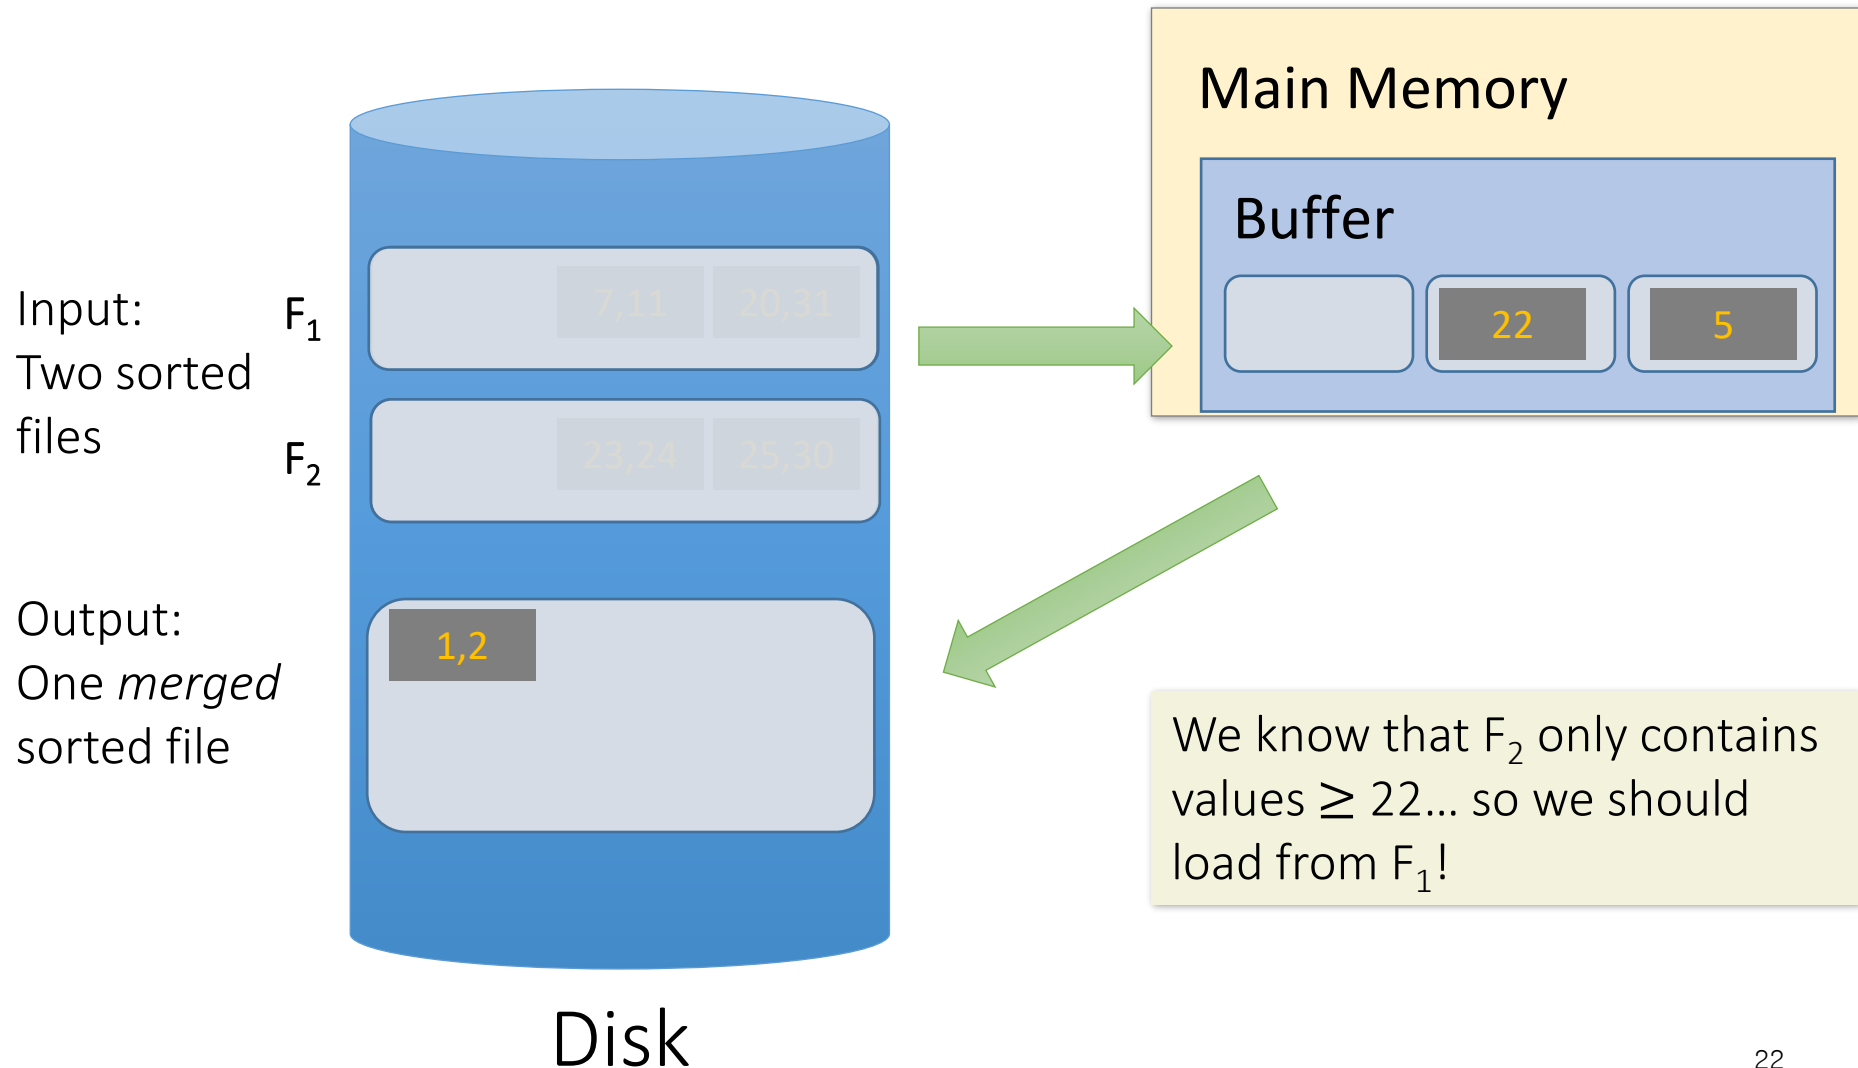 Main Memory
Buffer
22
5
Input:
Two sorted
files
F₁
7,11
20,31
F₂
23,24
25,30
Output:
One merged
sorted file
1,2
We know that F₂ only contains
values ≥ 22... so we should
load from F₁!
Disk
22